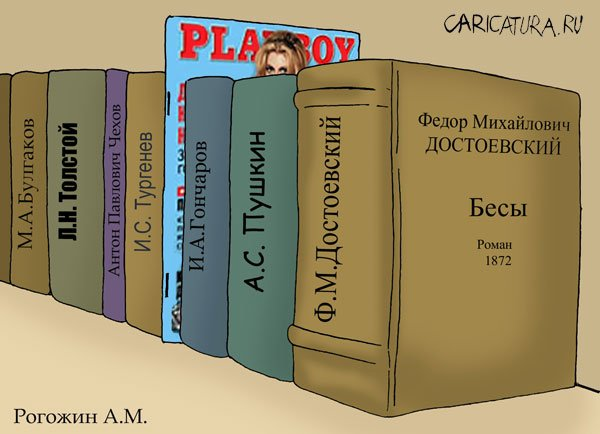 CARICATURA.RU
PLAYBOY
М.А.Булгаков
Л.Н. Толстой
Антон Павлович Чехов
И.С. Тургенев
И.А.Гончаров
А.С. Пушкин
Ф.М.Достоевский
Федор Михайлович
ДОСТОЕВСКИЙ
Бесы
Роман
1872
Рогожин А.М.